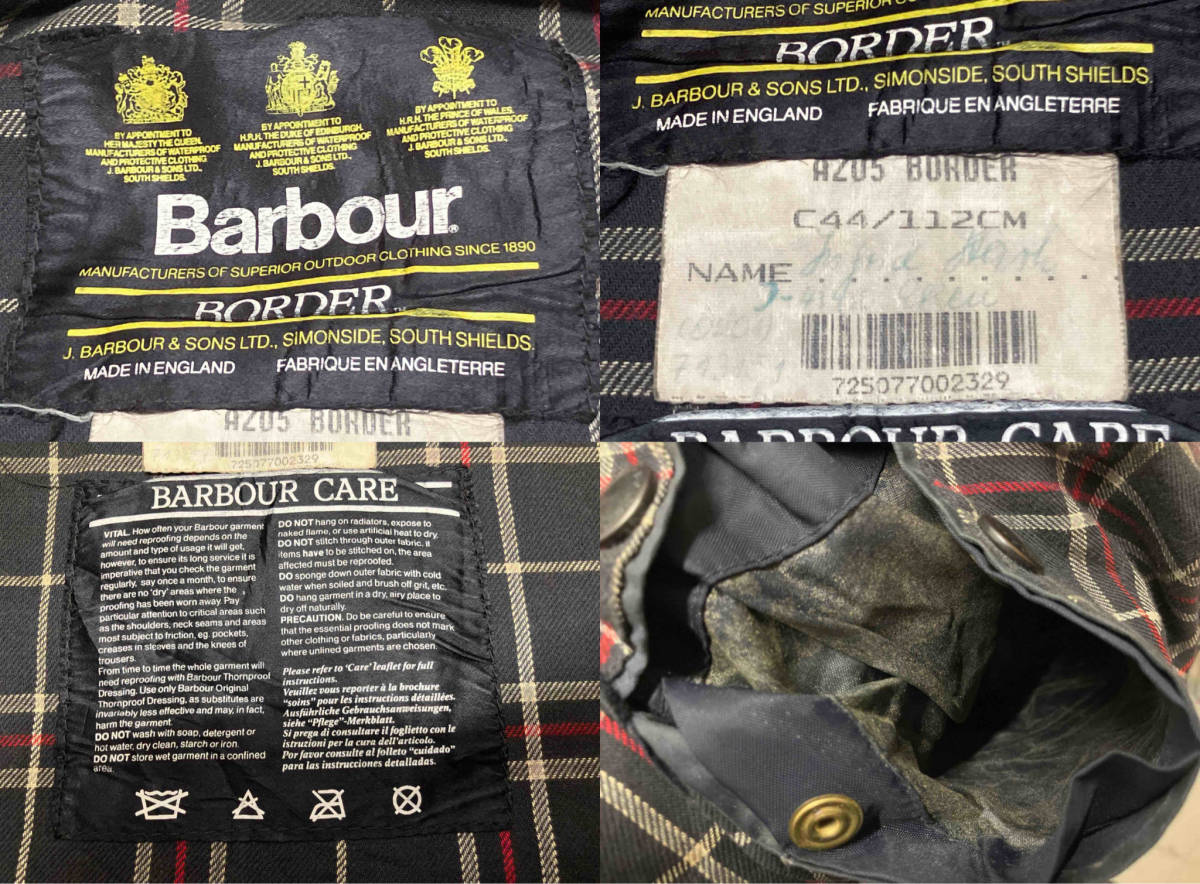 BY APPOINTMENT TO
HER MAJESTY THE QUEEN.
MANUFACTURERS OF WATERPROOF
AND PROTECTIVE CLOTHING
J. BARBOUR & SONS LTD.,
SOUTH SHIELDS.
BY APPOINTMENT TO
H.R.H. THE DUKE OF EDINBURGH.
MANUFACTURERS OF WATERPROOF
AND PROTECTIVE CLOTHING
J. BARBOUR & SONS LTD.,
SOUTH SHIELDS.
BY APPOINTMENT TO
H.R.H. THE PRINCE OF WALES.
MANUFACTURERS OF WATERPROOF
AND PROTECTIVE CLOTHING
J. BARBOUR & SONS LTD.,
SOUTH SHIELDS.
Barbour®
MANUFACTURERS OF SUPERIOR OUTDOOR CLOTHING SINCE 1890
BORDER™
J. BARBOUR & SONS LTD., SIMONSIDE, SOUTH SHIELDS.
MADE IN ENGLAND FABRIQUE EN ANGLETERRE
A205 BORDER
MANUFACTURERS OF SUPERIOR
BORDER™
J. BARBOUR & SONS LTD., SIMONSIDE, SOUTH SHIELDS.
MADE IN ENGLAND FABRIQUE EN ANGLETERRE
A205 BORDER
C44/112CM
NAME
725077002329
BARBOUR CARE
725077002329
BARBOUR CARE
VITAL. How often your Barbour garment
will need reproofing depends on the
amount and type of usage it will get,
however, to ensure its long service it is
imperative that you check the garment
regularly, say once a month, to ensure
there are no 'dry' areas where the
proofing has been worn away. Pay
particular attention to critical areas such
as the shoulders, neck seams and areas
most subject to friction, eg. pockets,
creases in sleeves and the knees of
trousers.
From time to time the whole garment will
need reproofing with Barbour Thornproof
Dressing. Use only Barbour Original
Thornproof Dressing, as substitutes are
invariably less effective and may, in fact,
harm the garment.
DO NOT wash with soap, detergent or
hot water, dry clean, starch or iron.
DO NOT store wet garment in a confined
area.
DO NOT hang on radiators, expose to
naked flame, or use artificial heat to dry.
DO NOT stitch through outer fabric. If
items have to be stitched on, the area
affected must be reproofed.
DO sponge down outer fabric with cold
water when soiled and brush off grit, etc.
DO hang garment in a dry, airy place to
dry off naturally.
PRECAUTION. Do be careful to ensure
that the essential proofing does not mark
other clothing or fabrics, particularly
where unlined garments are chosen.
Please refer to 'Care' leaflet for full
instructions.
Veuillez vous reporter à la brochure
"soins" pour les instructions détaillées.
Ausführliche Gebrauchsanweisungen,
siehe "Pflege"-Merkblatt.
Si prega di consultare il foglietto con le
istruzioni per la cura dell'articolo.
Por favor consulte al folleto "cuidado"
para las instrucciones detalladas.